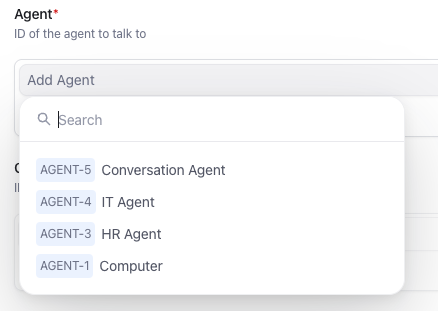 Agent*
ID of the agent to talk to
Add Agent
Search
AGENT-5 Conversation Agent
AGENT-4 IT Agent
AGENT-3 HR Agent
AGENT-1 Computer